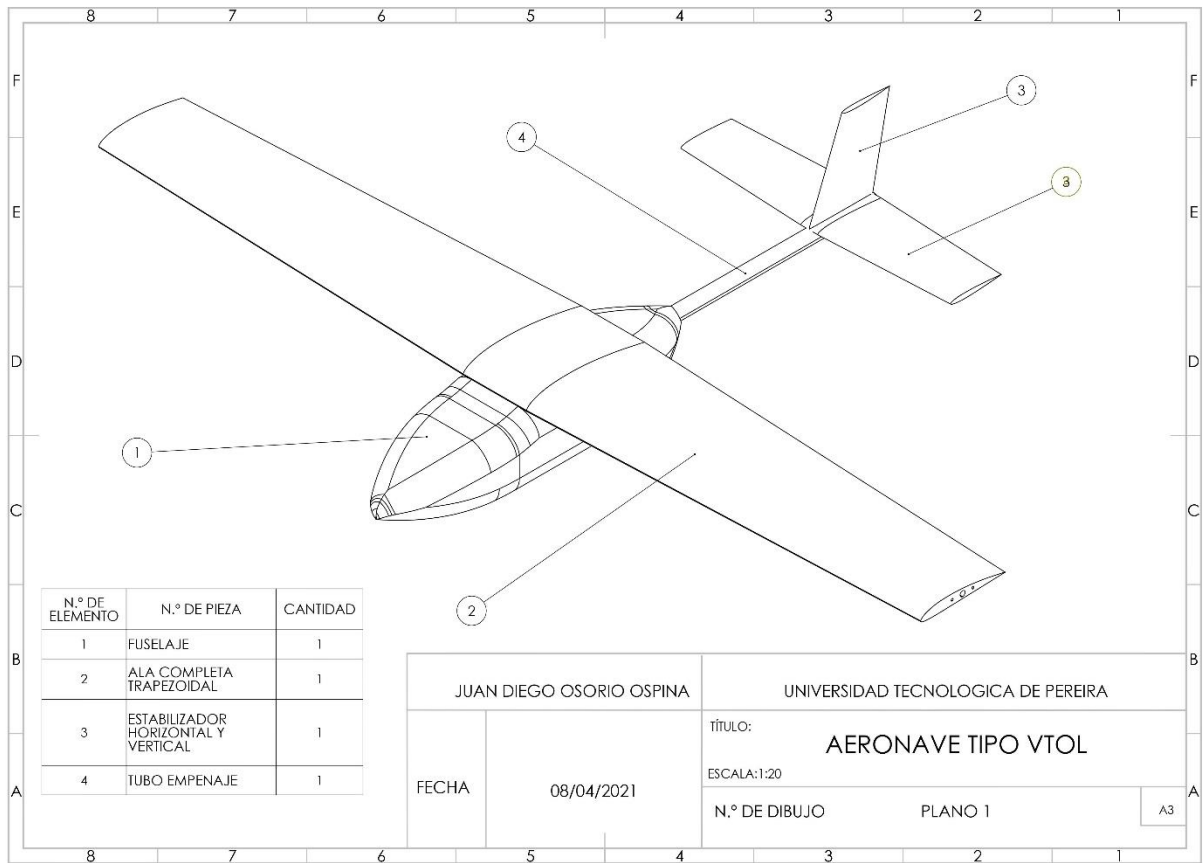 8 7 6 5 4 3 2 1
F F
E E
D D
C C
B B
A A
3
4
3
1
2
N.º DE ELEMENTO N.º DE PIEZA CANTIDAD
1 FUSELAJE 1
2 ALA COMPLETA TRAPEZOIDAL 1
3 ESTABILIZADOR HORIZONTAL Y VERTICAL 1
4 TUBO EMPENAJE 1
JUAN DIEGO OSORIO OSPINA
UNIVERSIDAD TECNOLOGICA DE PEREIRA
FECHA
08/04/2021
TÍTULO:
AERONAVE TIPO VTOL
ESCALA:1:20
N.º DE DIBUJO PLANO 1
A3
8 7 6 5 4 3 2 1